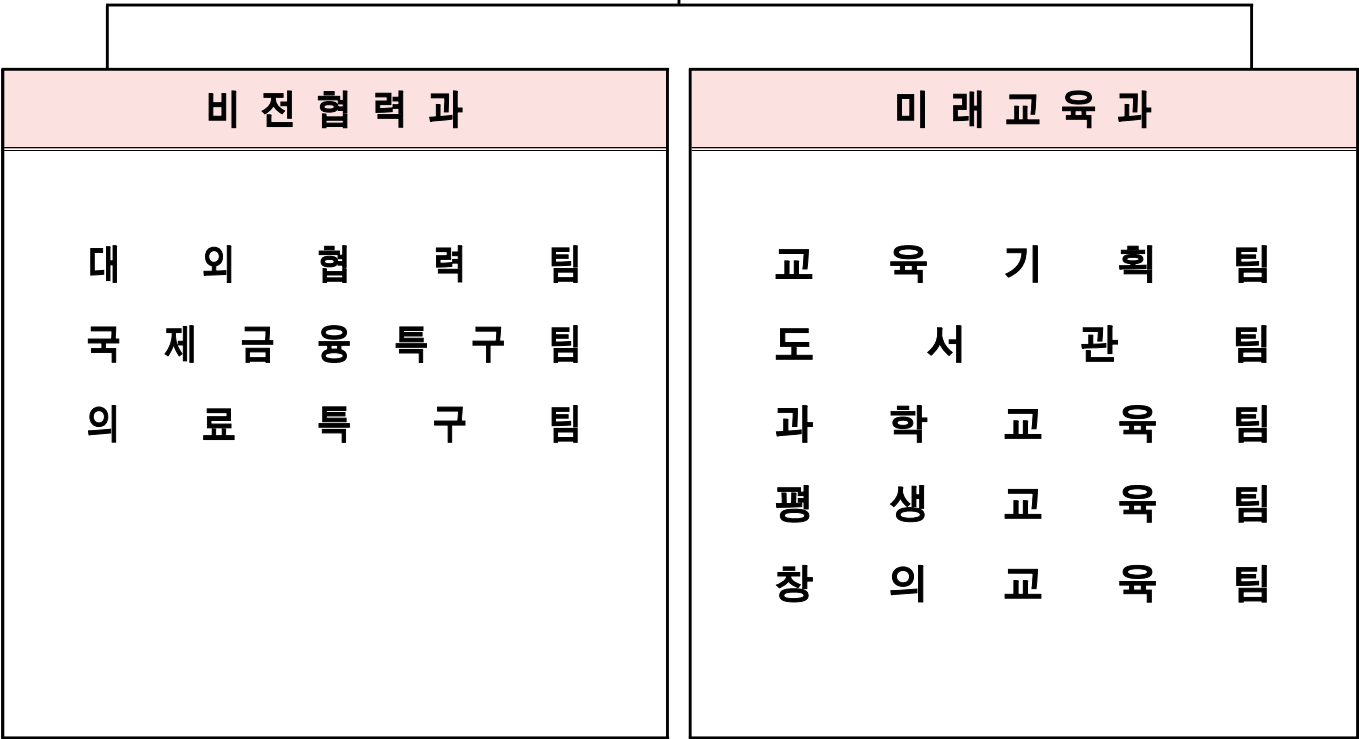 비전협력과
대외협력팀
국제금융특구팀
의료특구팀
미래교육과
교육기획팀
도서관팀
과학교육팀
평생교육팀
창의교육팀